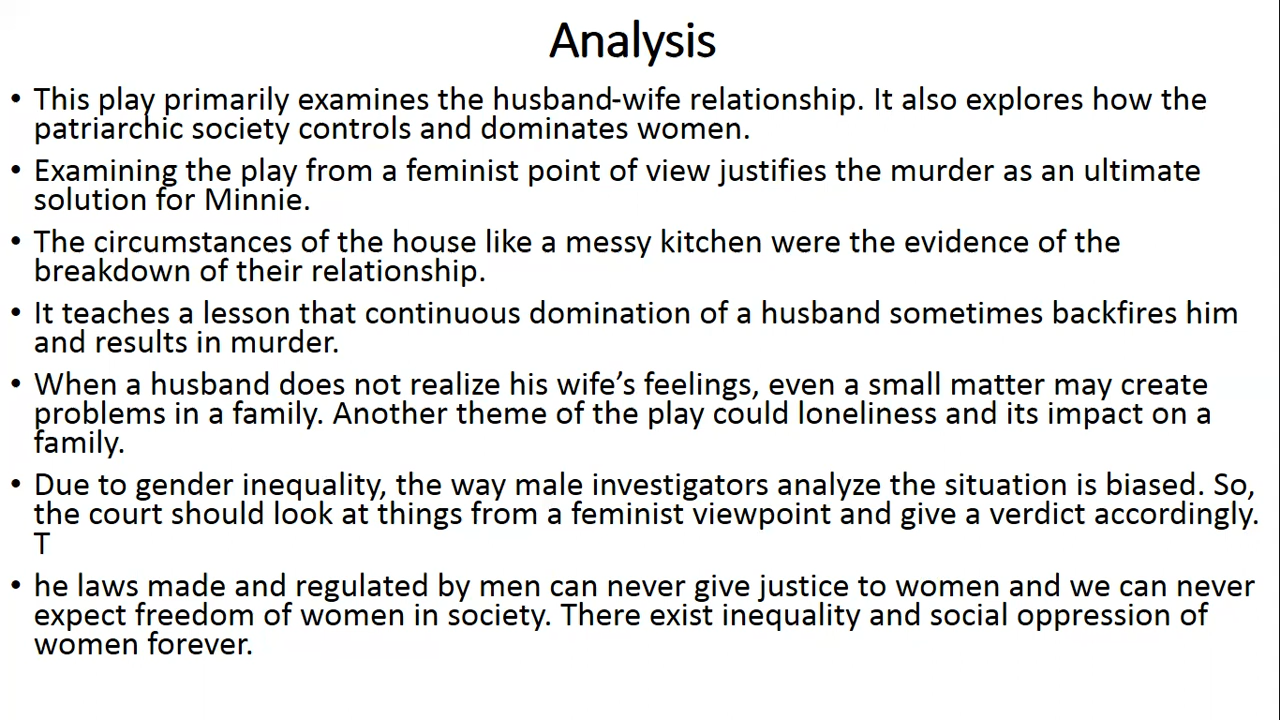 Analysis
• This play primarily examines the husband-wife relationship. It also explores how the
patriarchic society controls and dominates women.
• Examining the play from a feminist point of view justifies the murder as an ultimate
solution for Minnie.
• The circumstances of the house like a messy kitchen were the evidence of the
breakdown of their relationship.
• It teaches a lesson that continuous domination of a husband sometimes backfires him
and results in murder.
• When a husband does not realize his wife’s feelings, even a small matter may create
problems in a family. Another theme of the play could loneliness and its impact on a
family.
• Due to gender inequality, the way male investigators analyze the situation is biased. So,
the court should look at things from a feminist viewpoint and give a verdict accordingly.
T
• he laws made and regulated by men can never give justice to women and we can never
expect freedom of women in society. There exist inequality and social oppression of
women forever.